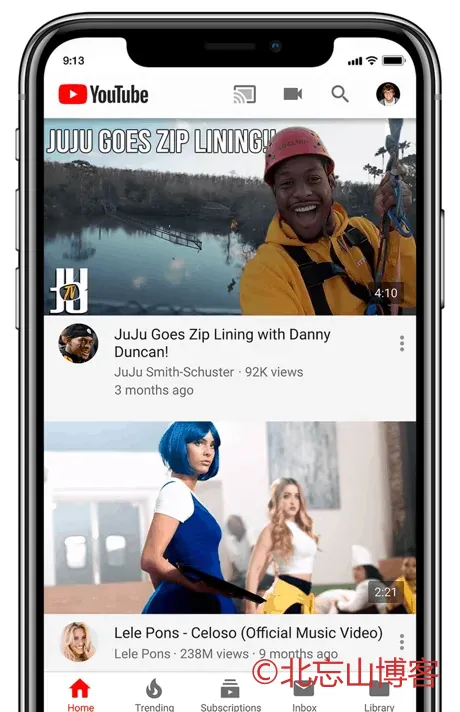 9:13
YouTube
JUJU GOES ZIP LINING!!
JU
TV
4:10
JuJu Goes Zip Lining with Danny
Duncan!
JuJu Smith-Schuster · 92K views
3 months ago
2:21
Lele Pons - Celoso (Official Music Video)
Lele Pons · 238M views · 9 months ago
©北忘山博客
Home
Trending
Subscriptions
Inbox
Library